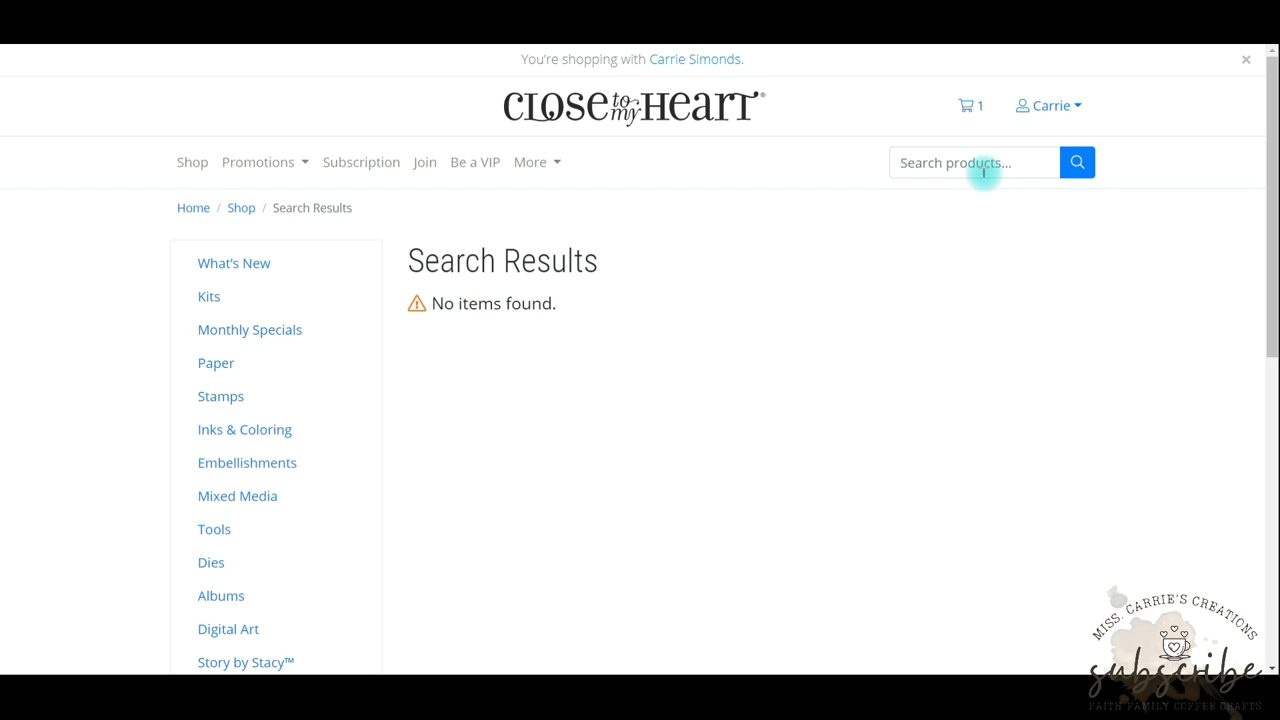 You're shopping with Carrie Simonds.
×
CLOSE to my HEART®
1
Carrie
Shop
Promotions
Subscription
Join
Be a VIP
More
Search products...
Home / Shop / Search Results
What's New
Kits
Monthly Specials
Paper
Stamps
Inks & Coloring
Embellishments
Mixed Media
Tools
Dies
Albums
Digital Art
Story by Stacy™
Search Results
No items found.
MISS. CARRIE'S CREATIONS
subscribe
FAITH FAMILY COFFEE CRAFTS